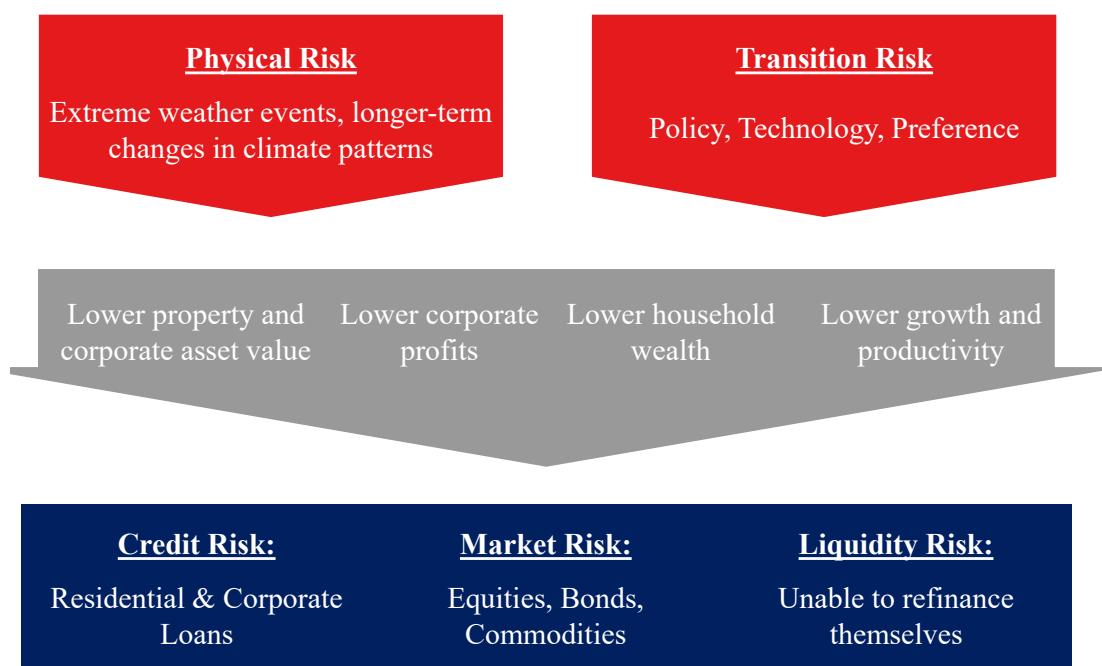 Physical Risk
Extreme weather events, longer-term
changes in climate patterns
Transition Risk
Policy, Technology, Preference
Lower property and
corporate asset value
Lower corporate
profits
Lower household
wealth
Lower growth and
productivity
Credit Risk:
Residential & Corporate
Loans
Market Risk:
Equities, Bonds,
Commodities
Liquidity Risk:
Unable to refinance
themselves